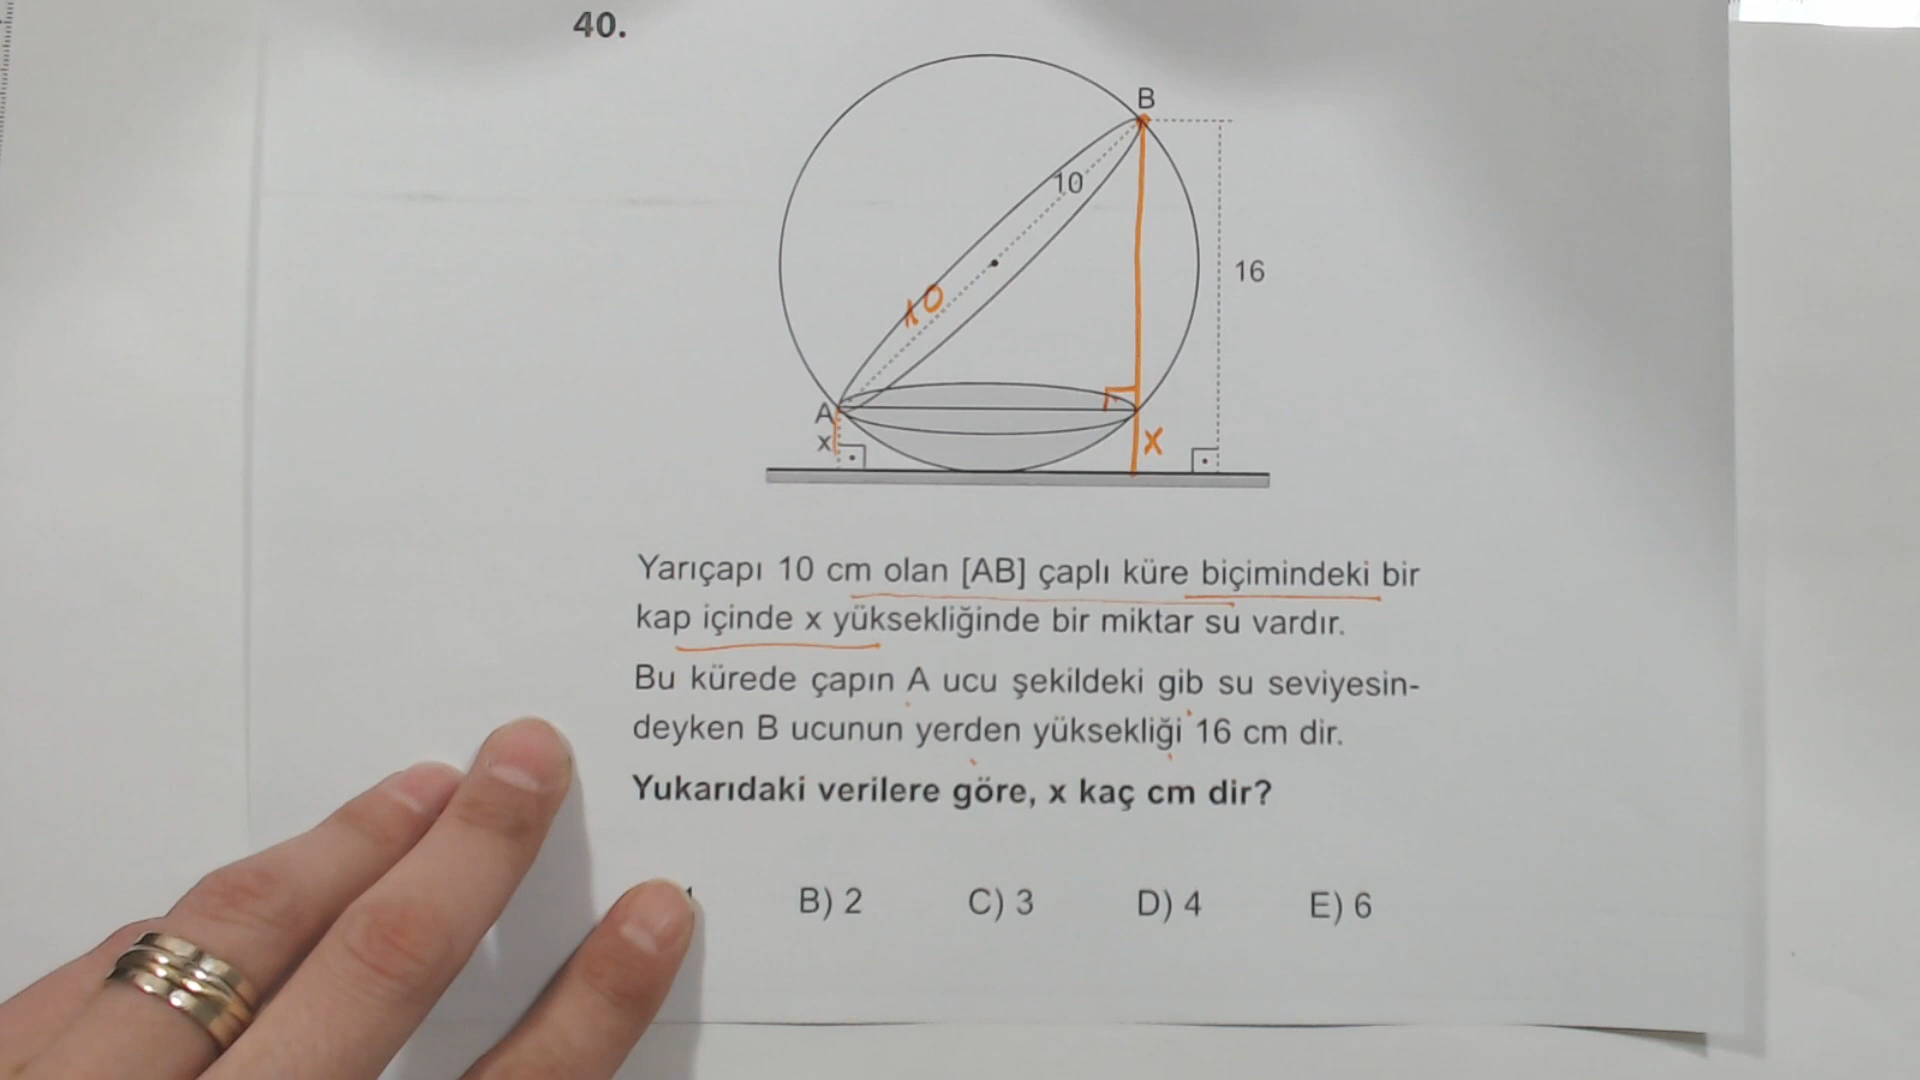 40.
B
10
16
10
A
x
x
Yarıçapı 10 cm olan [AB] çaplı küre biçimindeki bir
kap içinde x yüksekliğinde bir miktar su vardır.
Bu kürede çapın A ucu şekildeki gib su seviyesin-
deyken B ucunun yerden yüksekliği 16 cm dir.
Yukarıdaki verilere göre, x kaç cm dir?
B) 2 C) 3 D) 4 E) 6